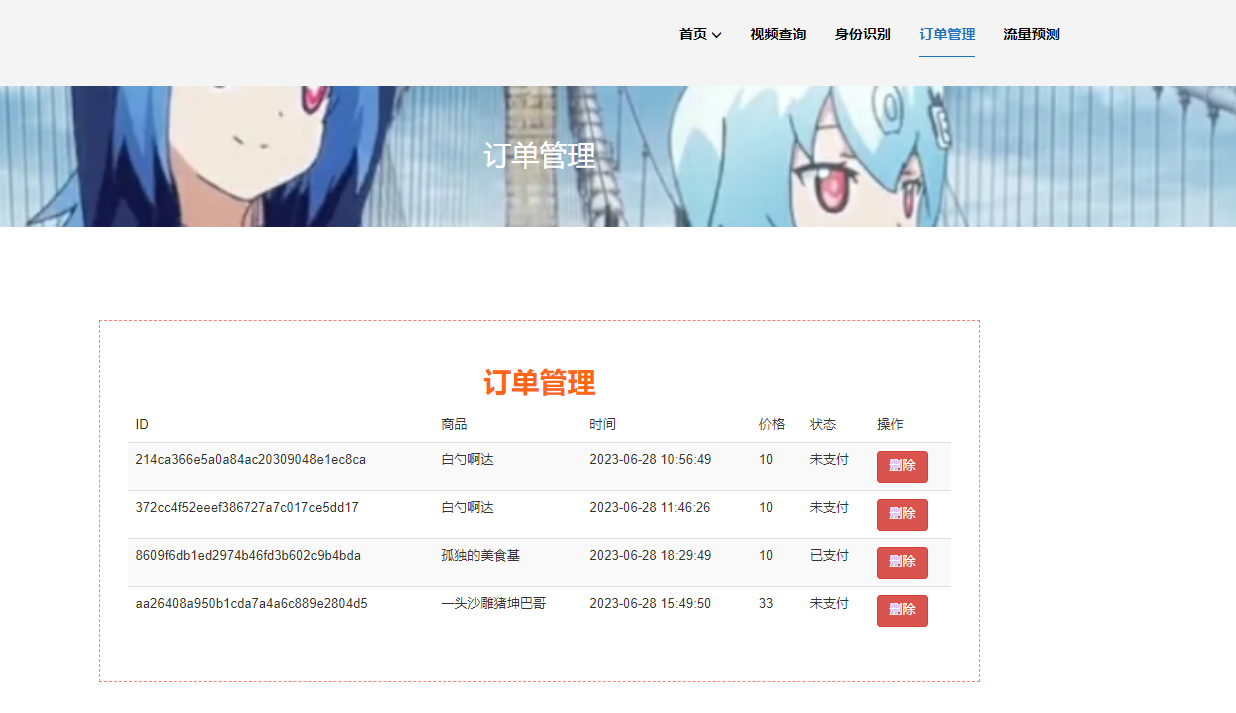 首页 视频查询 身份识别 订单管理 流量预测
订单管理
订单管理
ID 商品 时间 价格 状态 操作
214ca366e5a0a84ac20309048e1ec8ca 白勺啊达 2023-06-28 10:56:49 10 未支付 删除
372cc4f52eeef386727a7c017ce5dd17 白勺啊达 2023-06-28 11:46:26 10 未支付 删除
8609f6db1ed2974b46fd3b602c9b4bda 孤独的美食基 2023-06-28 18:29:49 10 已支付 删除
aa26408a950b1cda7a4a6c889e2804d5 一头沙雕猪坤巴哥 2023-06-28 15:49:50 33 未支付 删除